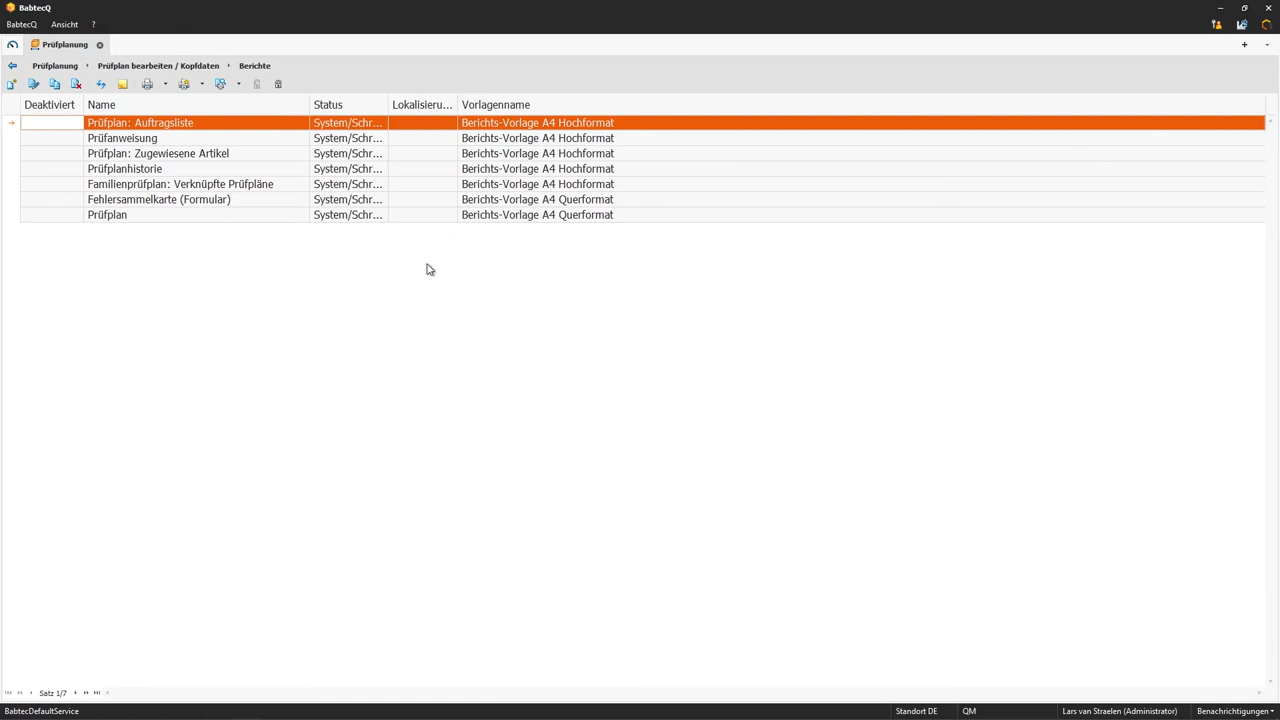 BabtecQ
BabtecQ Ansicht ?
Prüfplanung
Prüfplanung Prüfplan bearbeiten / Kopfdaten Berichte
Deaktiviert Name Status Lokalisieru... Vorlagenname
Prüfplan: Auftragsliste System/Schr... Berichts-Vorlage A4 Hochformat
Prüfanweisung System/Schr... Berichts-Vorlage A4 Hochformat
Prüfplan: Zugewiesene Artikel System/Schr... Berichts-Vorlage A4 Hochformat
Prüfplanhistorie System/Schr... Berichts-Vorlage A4 Hochformat
Familienprüfplan: Verknüpfte Prüfpläne System/Schr... Berichts-Vorlage A4 Hochformat
Fehlersammelkarte (Formular) System/Schr... Berichts-Vorlage A4 Querformat
Prüfplan System/Schr... Berichts-Vorlage A4 Querformat
Satz 1/7
BabtecDefaultService Standort DE QM Lars van Straelen (Administrator) Benachrichtigungen